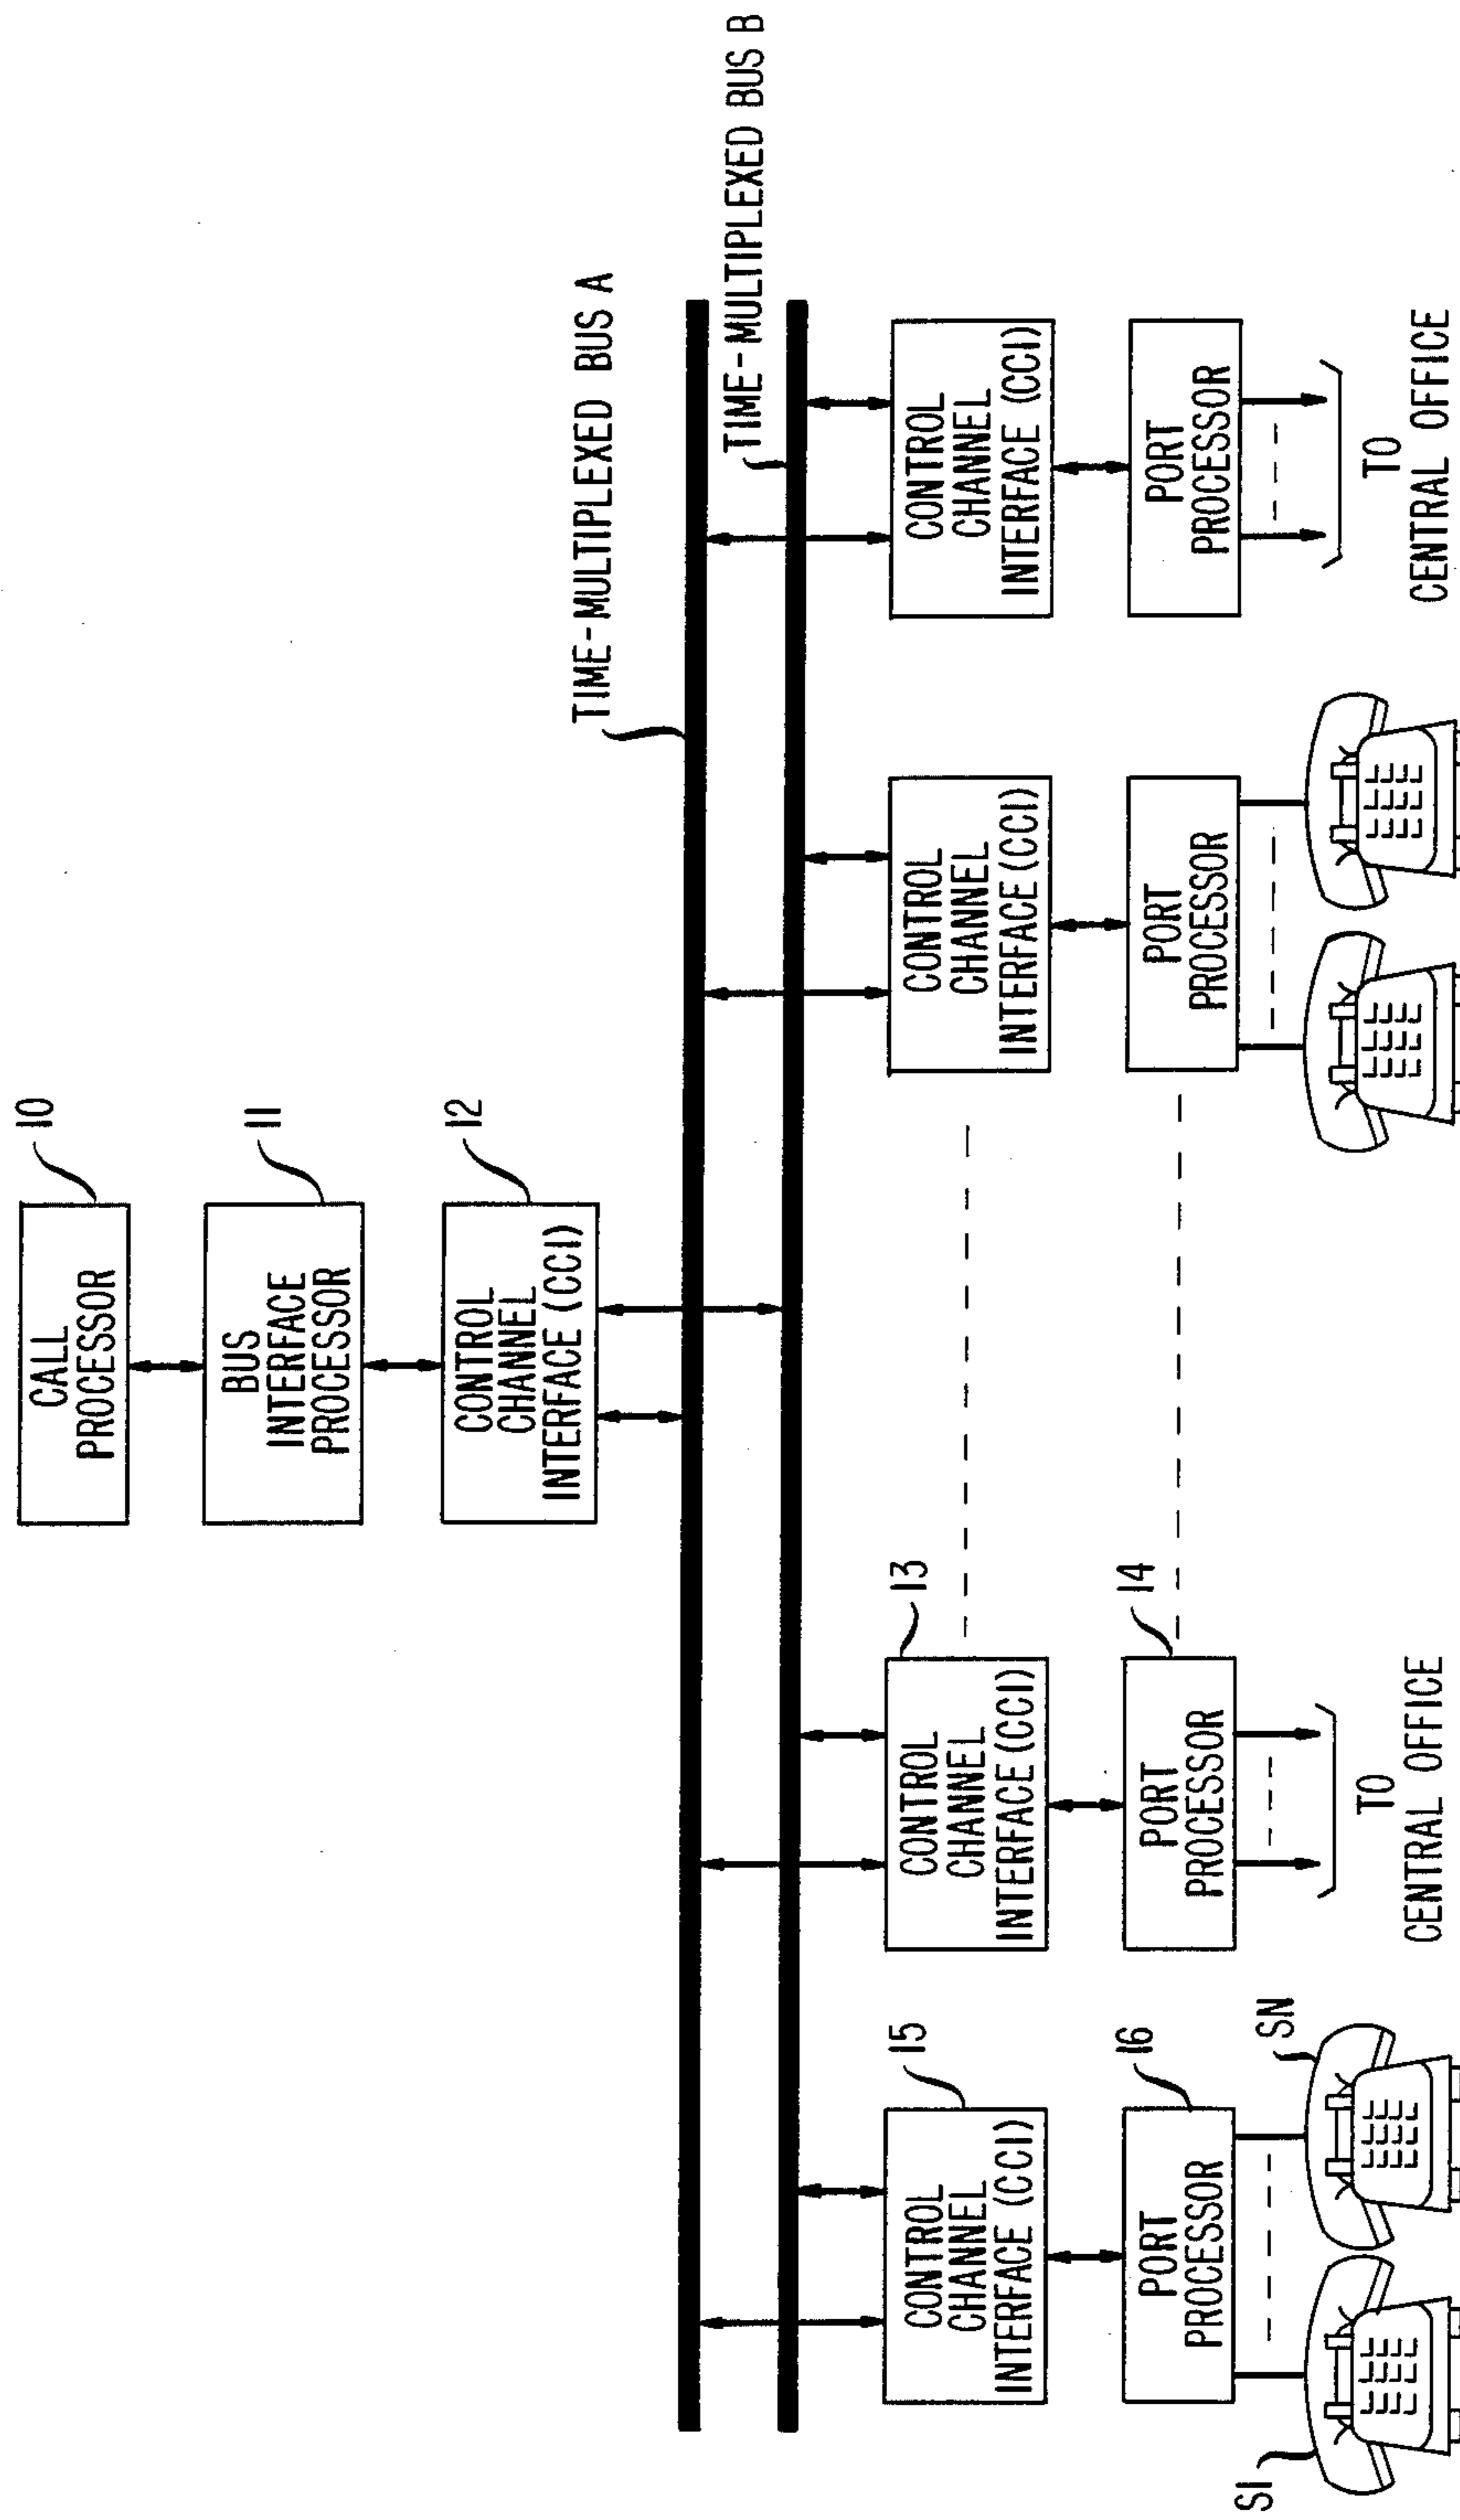 10
CALL
PROCESSOR
11
BUS
INTERFACE
PROCESSOR
12
CONTROL
CHANNEL
INTERFACE (CCI)
TIME-MULTIPLEXED BUS A
TIME-MULTIPLEXED BUS B
15
CONTROL
CHANNEL
INTERFACE (CCI)
13
CONTROL
CHANNEL
INTERFACE (CCI)
CONTROL
CHANNEL
INTERFACE (CCI)
CONTROL
CHANNEL
INTERFACE (CCI)
16
PORT
PROCESSOR
14
PORT
PROCESSOR
PORT
PROCESSOR
PORT
PROCESSOR
S1
SN
TO
CENTRAL OFFICE
TO
CENTRAL OFFICE